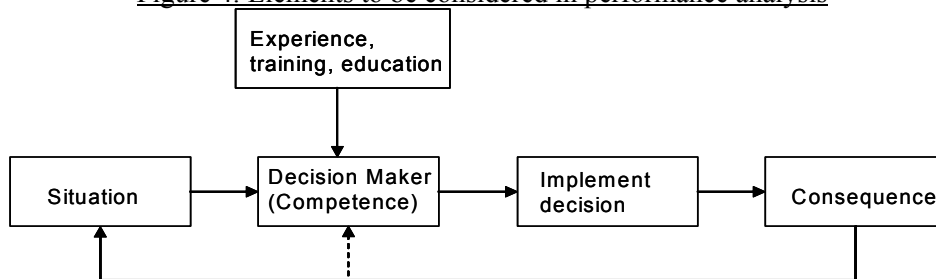 Figure 4: Elements to be considered in performance analysis
Experience,
training, education
Situation
Decision Maker
(Competence)
Implement
decision
Consequence